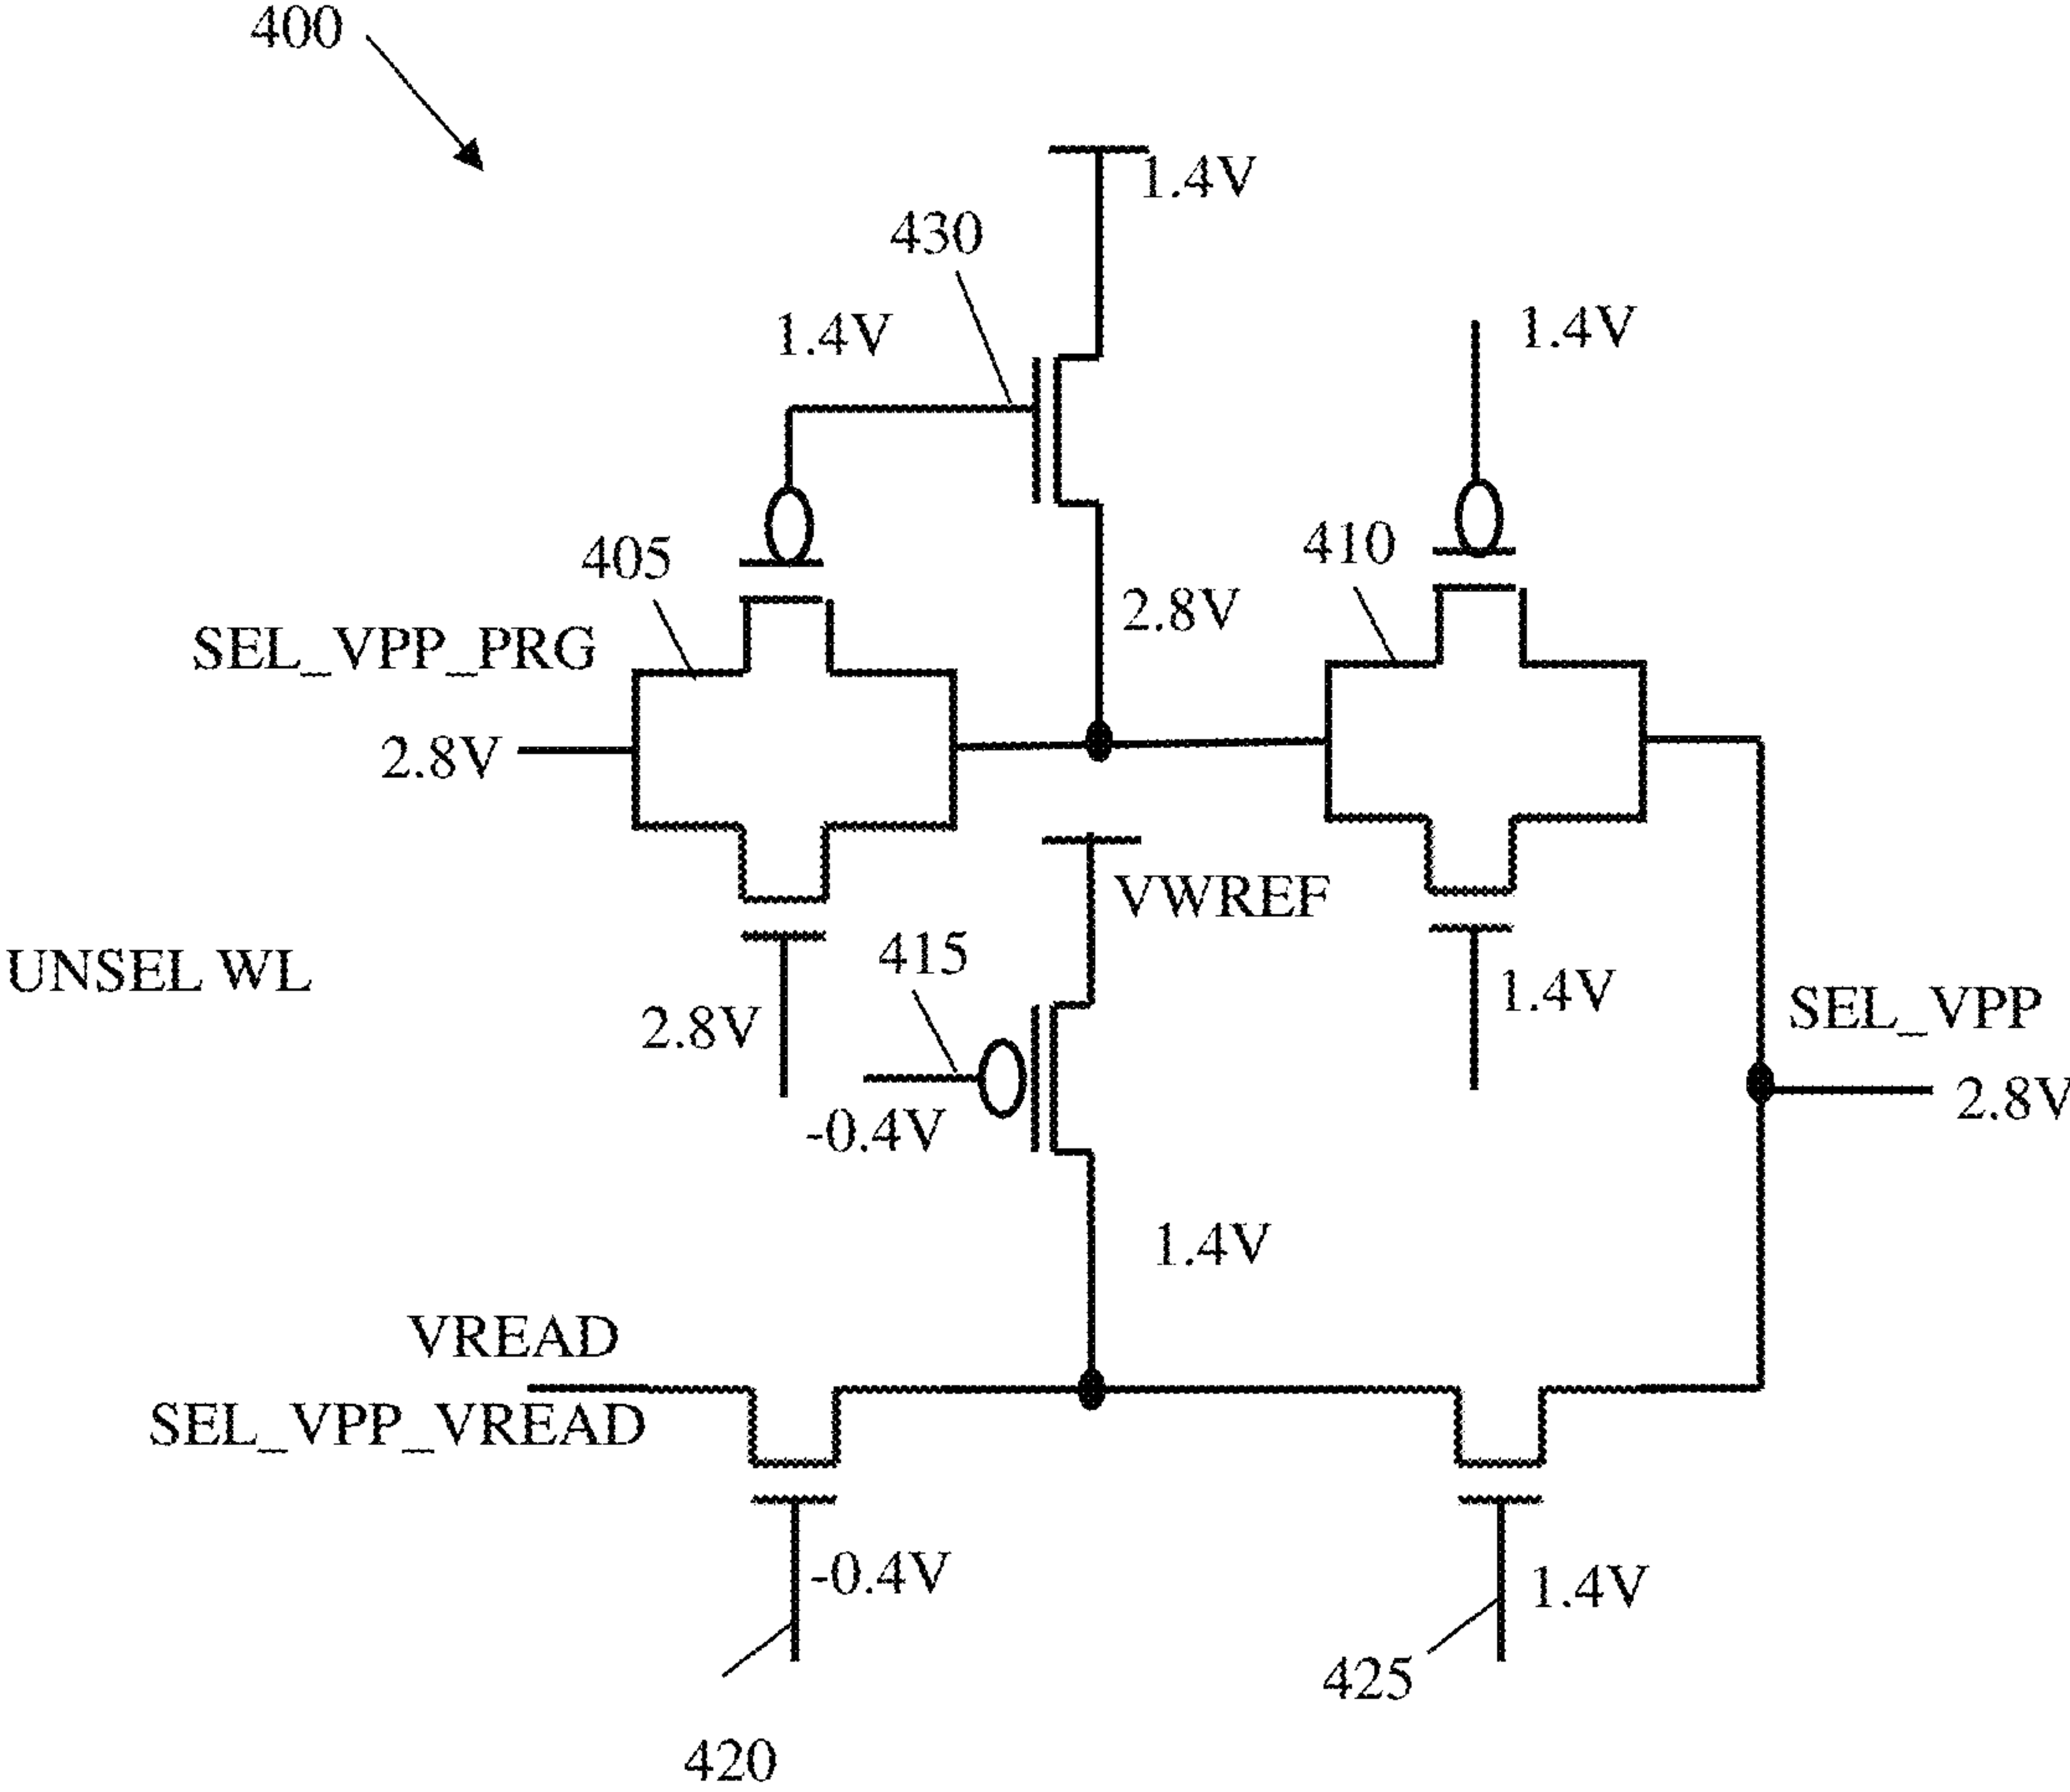 400
1.4V
430
1.4V
1.4V
405
410
SEL_VPP_PRG
2.8V
2.8V
VWREF
415
UNSEL WL
1.4V
SEL_VPP
2.8V
2.8V
-0.4V
1.4V
VREAD
SEL_VPP_VREAD
-0.4V
1.4V
425
420